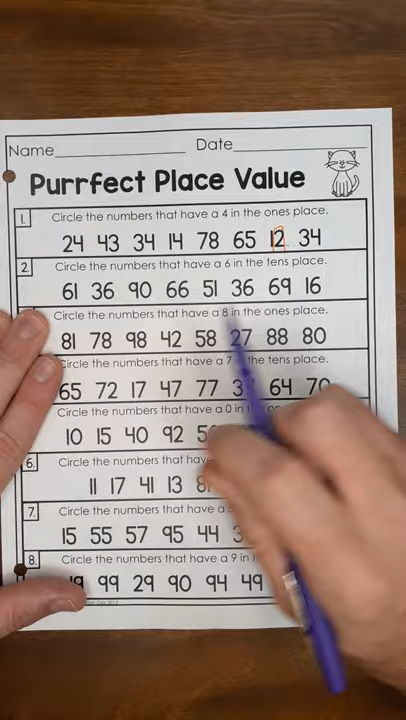 Name Date
Purrfect Place Value
1. Circle the numbers that have a 4 in the ones place.
24 43 34 14 78 65 12 34
2. Circle the numbers that have a 6 in the tens place.
61 36 90 66 51 36 69 16
Circle the numbers that have a 8 in the ones place.
81 78 98 42 58 27 88 80
Circle the numbers that have a 7 in the tens place.
65 72 17 47 77 64 70
Circle the numbers that have a 0 in
10 15 40 92
6. Circle the numbers that have
11 17 41 13
7. Circle the numbers that have a
15 55 57 95 44
8. Circle the numbers that have a 9 in
19 99 29 90 94 49